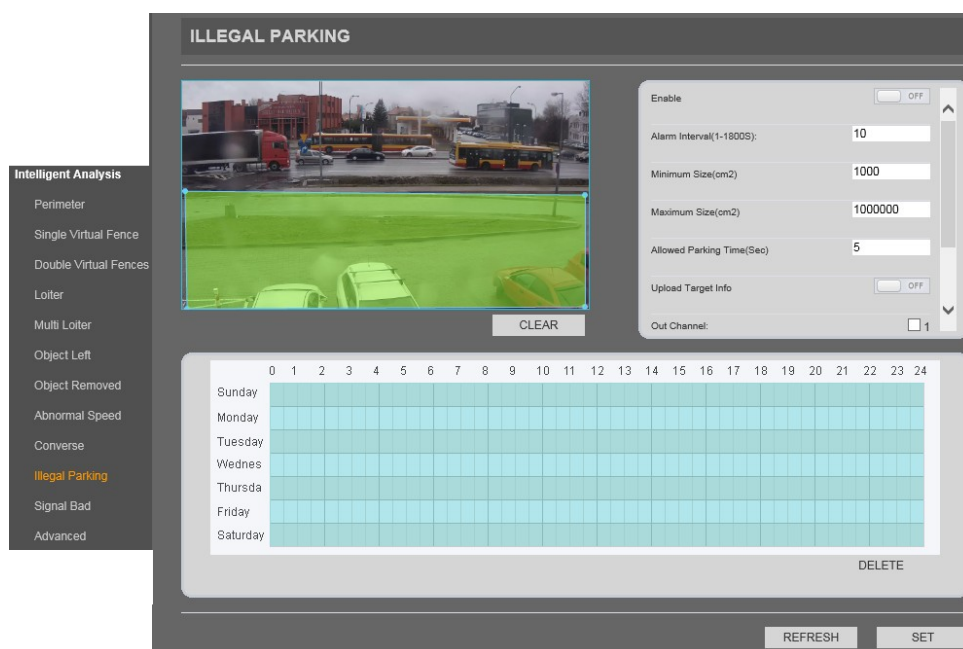 ILLEGAL PARKING
Intelligent Analysis
Perimeter
Single Virtual Fence
Double Virtual Fences
Loiter
Multi Loiter
Object Left
Object Removed
Abnormal Speed
Converse
Illegal Parking
Signal Bad
Advanced
CLEAR
Enable OFF
Alarm Interval(1-1800S): 10
Minimum Size(cm2) 1000
Maximum Size(cm2) 1000000
Allowed Parking Time(Sec) 5
Upload Target Info OFF
Out Channel: 1
0 1 2 3 4 5 6 7 8 9 10 11 12 13 14 15 16 17 18 19 20 21 22 23 24
Sunday
Monday
Tuesday
Wednes
Thursda
Friday
Saturday
DELETE
REFRESH SET